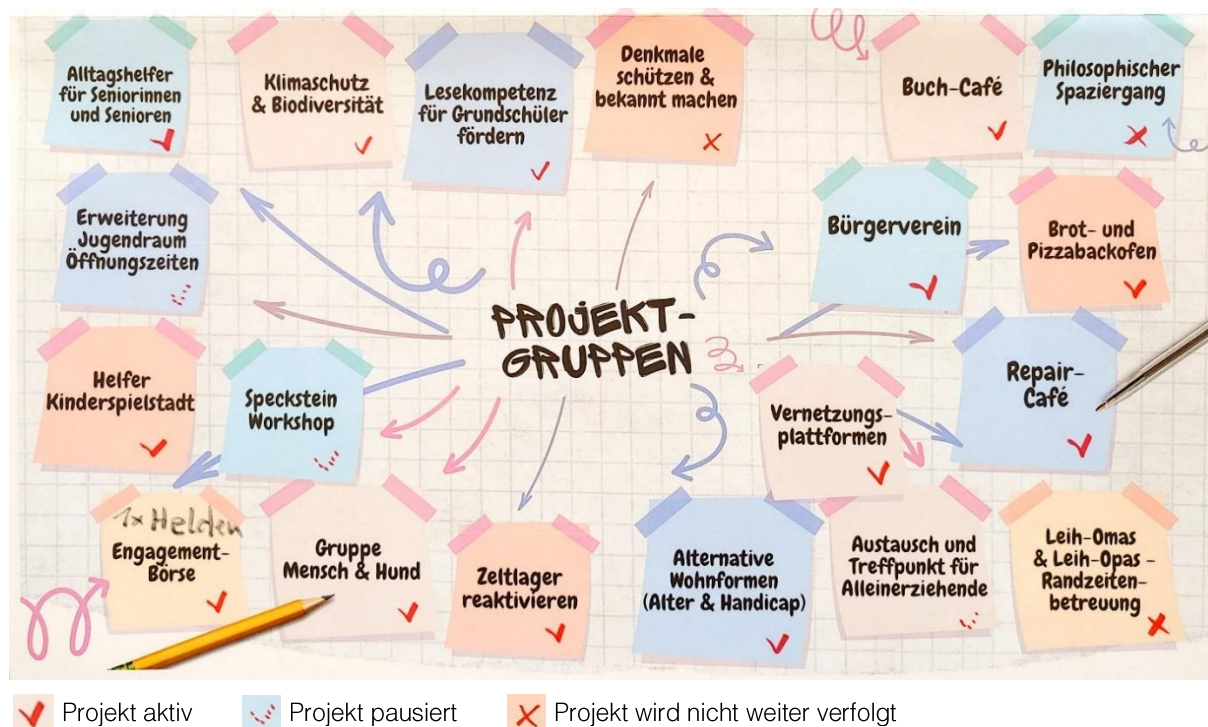 Alltagshelfer
für Seniorinnen
und Senioren
Klimaschutz
& Biodiversität
Lesekompetenz
für Grundschüler
fördern
Denkmale
schützen &
bekannt machen
Buch-Café
Philosophischer
Spaziergang
Erweiterung
Jugendraum
Öffnungszeiten
Bürgerverein
Brot- und
Pizzabackofen
PROJEKT-
GRUPPEN
Helfer
Kinderspielstadt
Speckstein
Workshop
Vernetzungs-
plattformen
Repair-
Café
1x Helden
Engagement-
Börse
Gruppe
Mensch & Hund
Zeltlager
reaktivieren
Alternative
Wohnformen
(Alter & Handicap)
Austausch und
Treffpunkt für
Alleinerziehende
Leih-Omas
& Leih-Opas -
Randzeiten-
betreuung
Projekt aktiv
Projekt pausiert
Projekt wird nicht weiter verfolgt